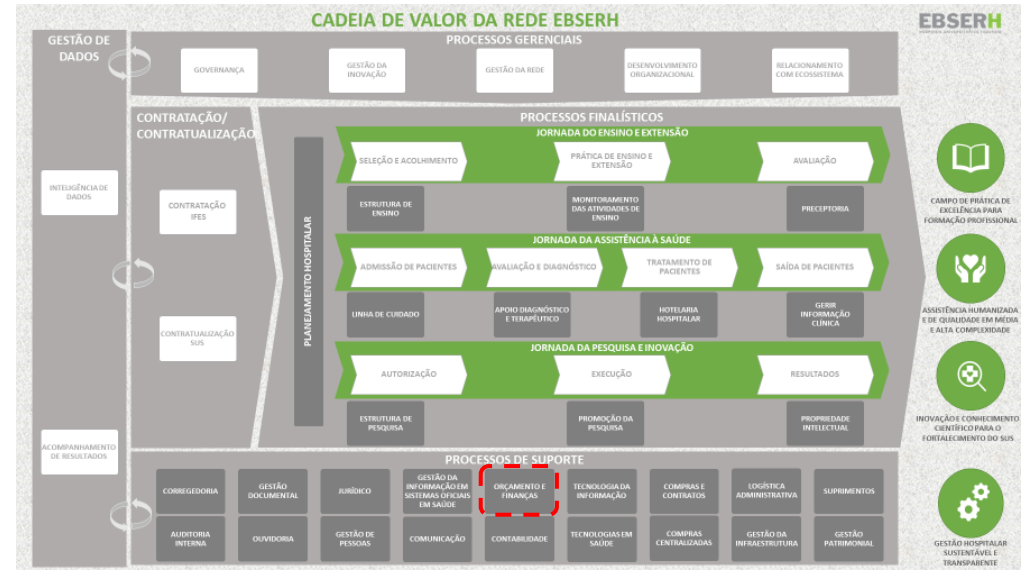 CADEIA DE VALOR DA REDE EBSERH
EBSERH
GESTÃO DE
DADOS
INTELIGÊNCIA DE
DADOS
ACOMPANHAMENTO
DE RESULTADOS
PROCESSOS GERENCIAIS
GOVERNANÇA
GESTÃO DA
INOVAÇÃO
GESTÃO DA REDE
DESENVOLVIMENTO
ORGANIZACIONAL
RELACIONAMENTO
COM ECOSSISTEMA
CONTRATAÇÃO/
CONTRATUALIZAÇÃO
CONTRATAÇÃO
IFES
CONTRATUALIZAÇÃO
SUS
PROCESSOS FINALÍSTICOS
PLANEJAMENTO HOSPITALAR
JORNADA DO ENSINO E EXTENSÃO
SELEÇÃO E ACOLHIMENTO
PRÁTICA DE ENSINO E
EXTENSÃO
AVALIAÇÃO
ESTRUTURA DE
ENSINO
MONITORAMENTO
DAS ATIVIDADES DE
ENSINO
PRECEPTORIA
JORNADA DA ASSISTÊNCIA À SAÚDE
ADMISSÃO DE PACIENTES
AVALIAÇÃO E DIAGNÓSTICO
TRATAMENTO DE
PACIENTES
SAÍDA DE PACIENTES
LINHA DE CUIDADO
APOIO DIAGNÓSTICO
E TERAPÊUTICO
HOTELARIA
HOSPITALAR
GERIR
INFORMAÇÃO
CLÍNICA
JORNADA DA PESQUISA E INOVAÇÃO
AUTORIZAÇÃO
EXECUÇÃO
RESULTADOS
ESTRUTURA DE
PESQUISA
PROMOÇÃO DA
PESQUISA
PROPRIEDADE
INTELECTUAL
PROCESSOS DE SUPORTE
CORREGEDORIA
GESTÃO
DOCUMENTAL
JURÍDICO
GESTÃO DA
INFORMAÇÃO EM
SISTEMAS OFICIAIS
EM SAÚDE
ORÇAMENTO E
FINANÇAS
TECNOLOGIA DA
INFORMAÇÃO
COMPRAS E
CONTRATOS
LOGÍSTICA
ADMINISTRATIVA
SUPRIMENTOS
AUDITORIA
INTERNA
OUVIDORIA
GESTÃO DE
PESSOAS
COMUNICAÇÃO
CONTABILIDADE
TECNOLOGIAS EM
SAÚDE
COMPRAS
CENTRALIZADAS
GESTÃO DA
INFRAESTRUTURA
GESTÃO
PATRIMONIAL
CAMPO DE PRÁTICA DE
EXCELÊNCIA PARA
FORMAÇÃO PROFISSIONAL
ASSISTÊNCIA HUMANIZADA
E DE QUALIDADE EM MÉDIA
E ALTA COMPLEXIDADE
INOVAÇÃO E CONHECIMENTO
CIENTÍFICO PARA O
FORTALECIMENTO DO SUS
GESTÃO HOSPITALAR
SUSTENTÁVEL E
TRANSPARENTE